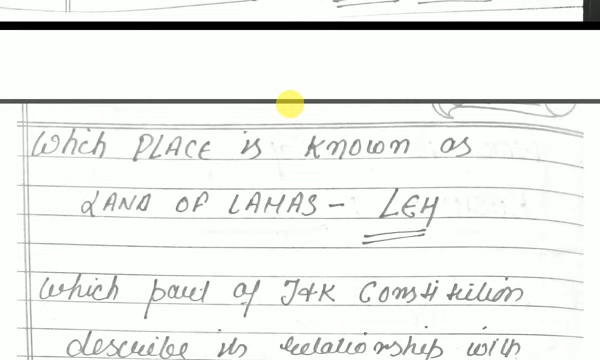 Which PLACE is known as
LAND OF LAMAS - LEH
Which part of J&K Constitution
describe its relationship with